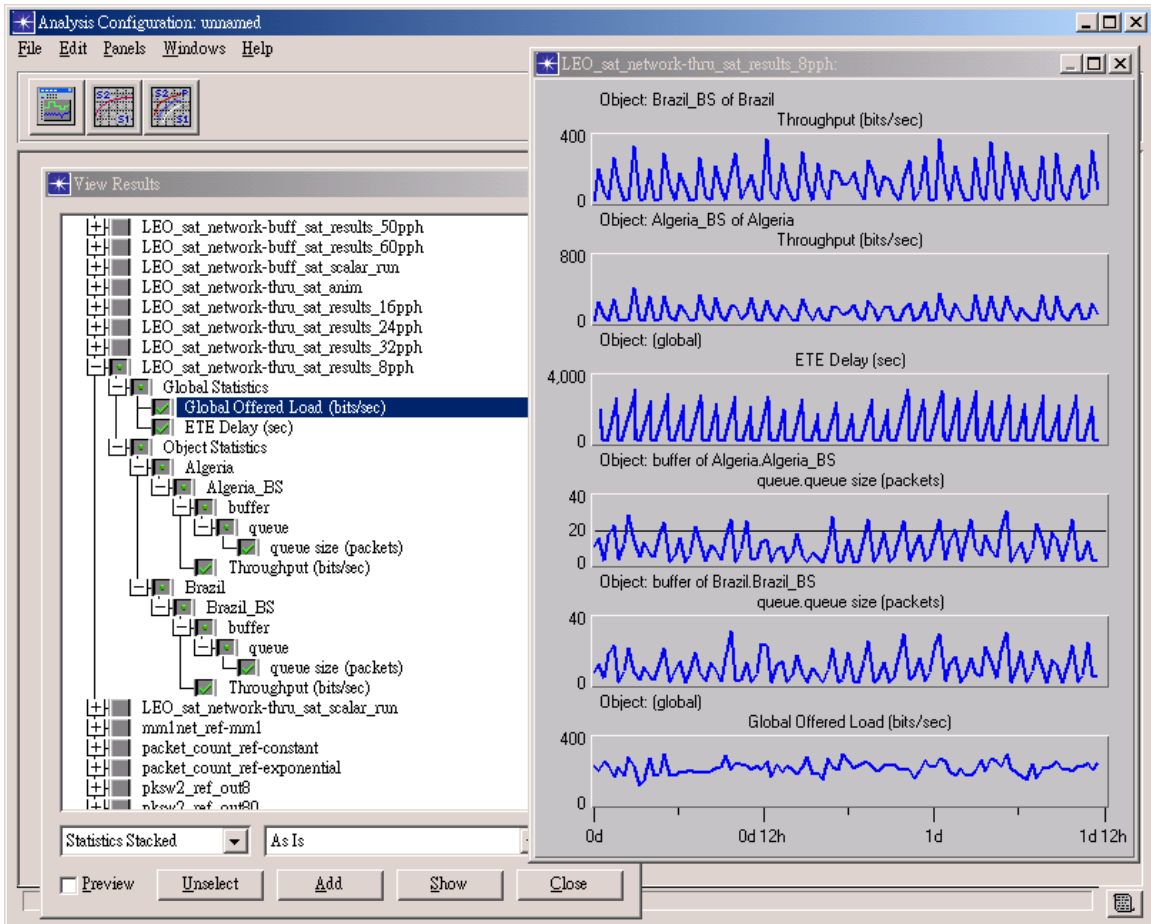 Analysis Configuration: unnamed
File Edit Panels Windows Help
S2 S1
S2-P S1
View Results
LEO_sat_network-buff_sat_results_50pph
LEO_sat_network-buff_sat_results_60pph
LEO_sat_network-buff_sat_scalar_run
LEO_sat_network-thru_sat_anim
LEO_sat_network-thru_sat_results_16pph
LEO_sat_network-thru_sat_results_24pph
LEO_sat_network-thru_sat_results_32pph
LEO_sat_network-thru_sat_results_8pph
Global Statistics
Global Offered Load (bits/sec)
ETE Delay (sec)
Object Statistics
Algeria
Algeria_BS
buffer
queue
queue size (packets)
Throughput (bits/sec)
Brazil
Brazil_BS
buffer
queue
queue size (packets)
Throughput (bits/sec)
LEO_sat_network-thru_sat_scalar_run
mm1net_ref-mm1
packet_count_ref-constant
packet_count_ref-exponential
pksw2_ref_out8
pksw2_ref_out80
Statistics Stacked
As Is
Preview Unselect Add Show Close
LEO_sat_network-thru_sat_results_8pph:
Object: Brazil_BS of Brazil
Throughput (bits/sec)
400
0
Object: Algeria_BS of Algeria
Throughput (bits/sec)
800
0
Object: (global)
ETE Delay (sec)
4,000
0
Object: buffer of Algeria.Algeria_BS
queue.queue size (packets)
40
20
0
Object: buffer of Brazil.Brazil_BS
queue.queue size (packets)
40
0
Object: (global)
Global Offered Load (bits/sec)
400
0
0d 0d 12h 1d 1d 12h